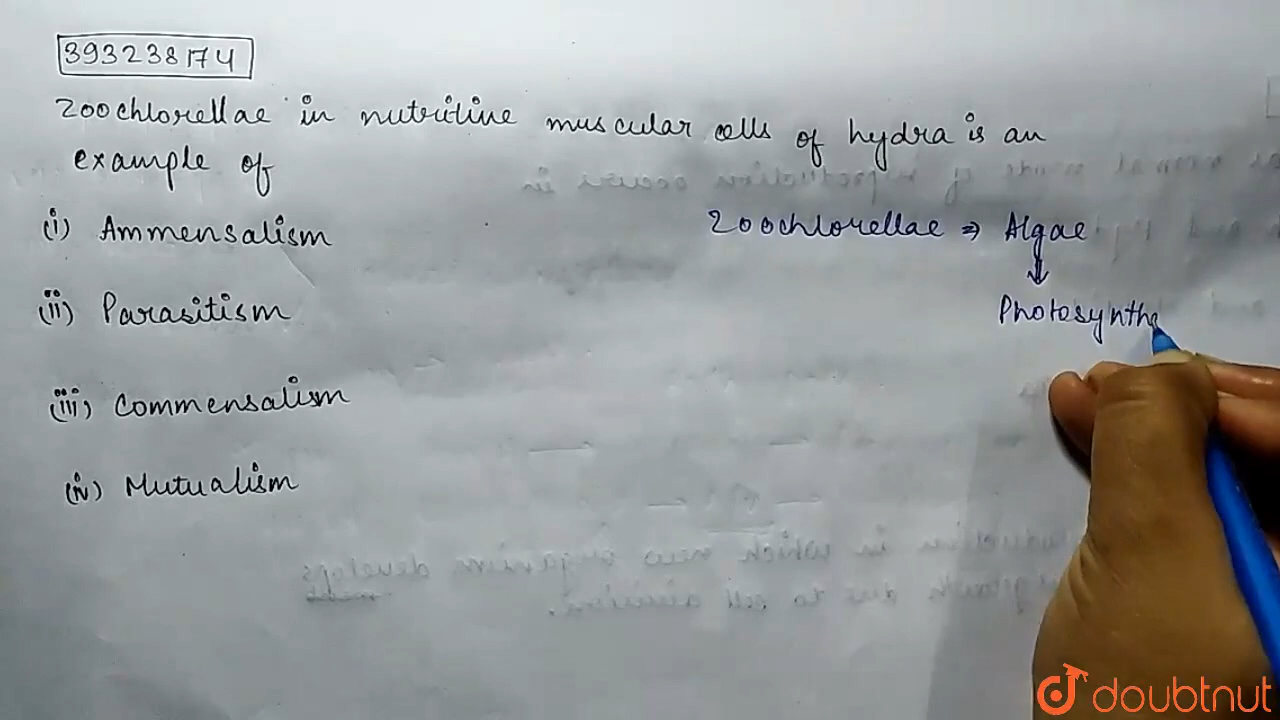 393238174
Zoochlorellae in nutritive muscular cells of hydra is an
example of
(i) Ammensalism
Zoochlorellae ⇒ Algae
(ii) Parasitism
Photosynthe
(iii) Commensalism
(iv) Mutualism
doubtnut